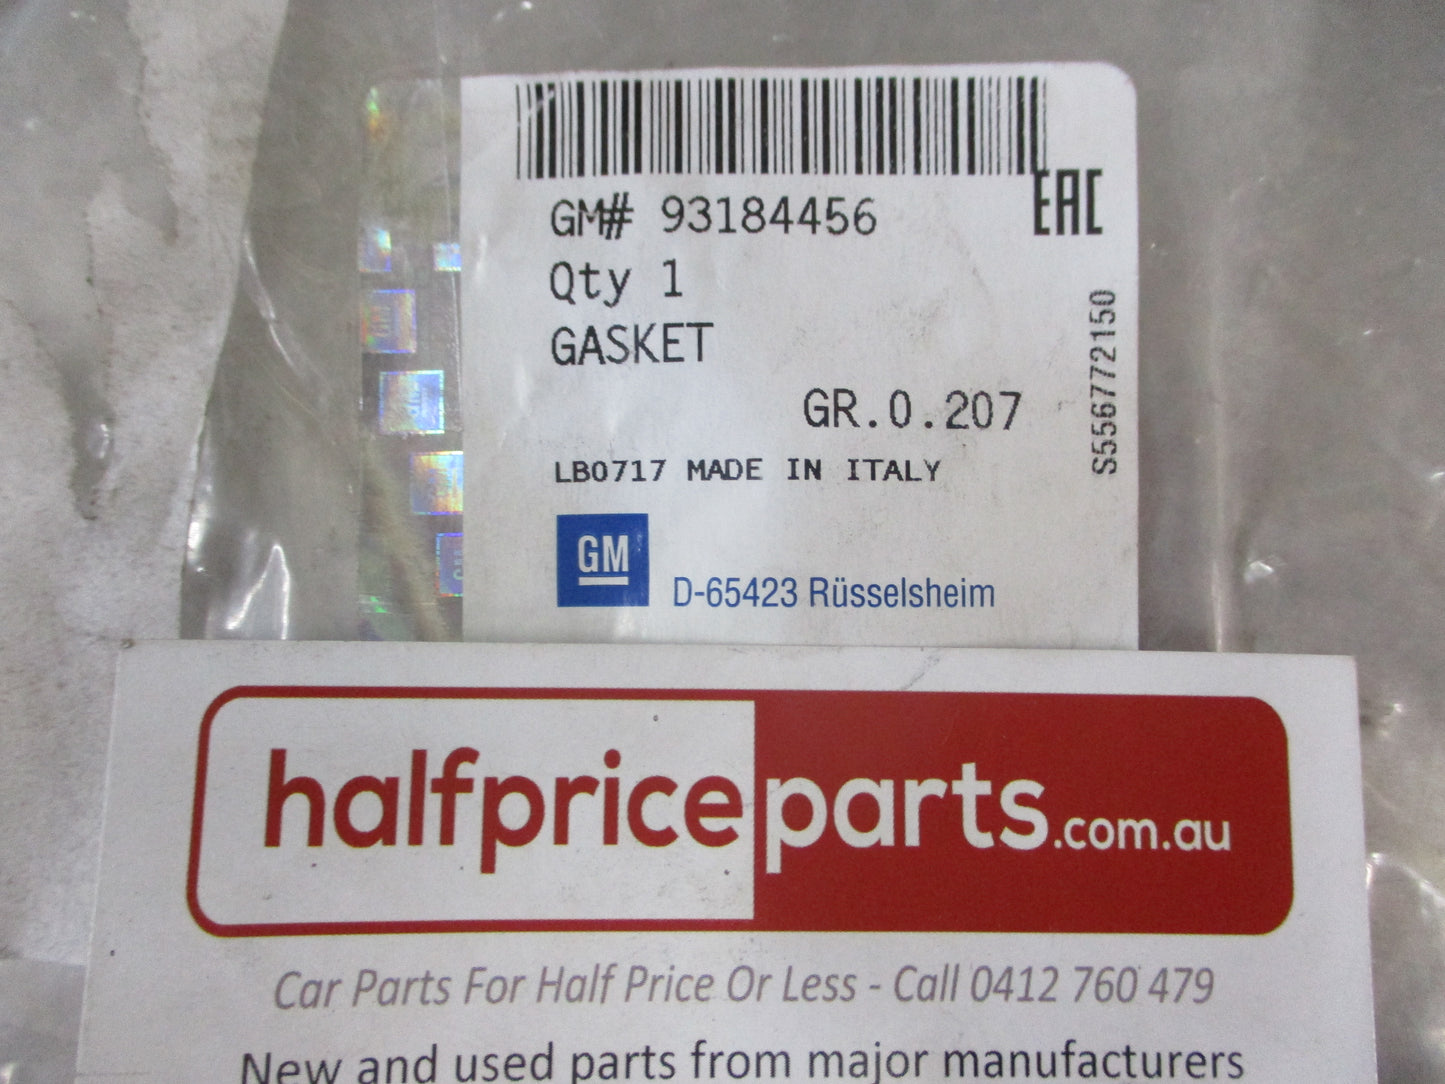 GM# 93184456
EAC
Qty 1
GASKET
GR.0.207
S556772150
LB0717 MADE IN ITALY
GM
D-65423 Rüsselsheim
halfpriceparts.com.au
Car Parts For Half Price Or Less - Call 0412 760 479
New and used parts from major manufacturers